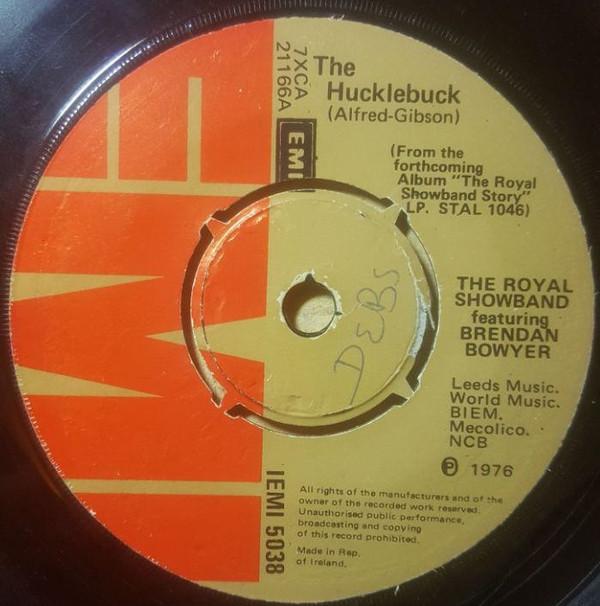 7XCA
21166A
The
Hucklebuck
(Alfred-Gibson)
EMI
(From the
forthcoming
Album "The Royal
Showband Story"
LP. STAL 1046)
DEBS
THE ROYAL
SHOWBAND
featuring
BRENDAN
BOWYER
Leeds Music.
World Music.
BIEM.
Mecolico.
NCB
Ⓟ 1976
IEMI 5038
All rights of the manufacturers and of the
owner of the recorded work reserved.
Unauthorised public performance,
broadcasting and copying
of this record prohibited.
Made in Rep.
of Ireland.
EMI